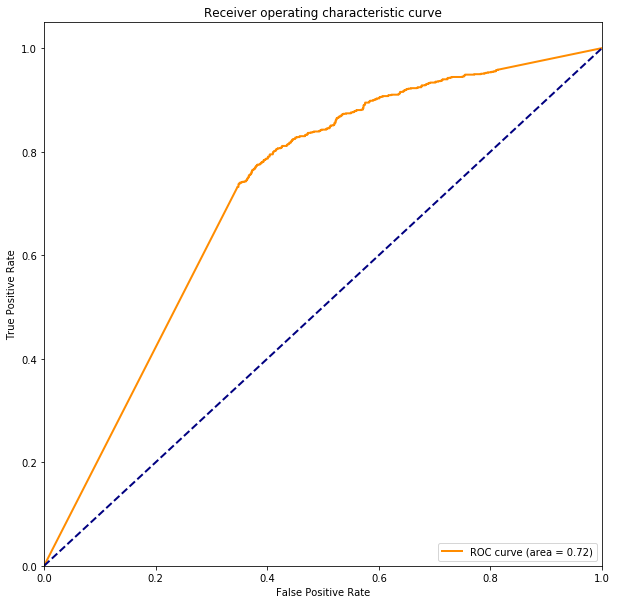 Receiver operating characteristic curve
True Positive Rate
1.0
0.8
0.6
0.4
0.2
0.0
0.0 0.2 0.4 0.6 0.8 1.0
False Positive Rate
ROC curve (area = 0.72)